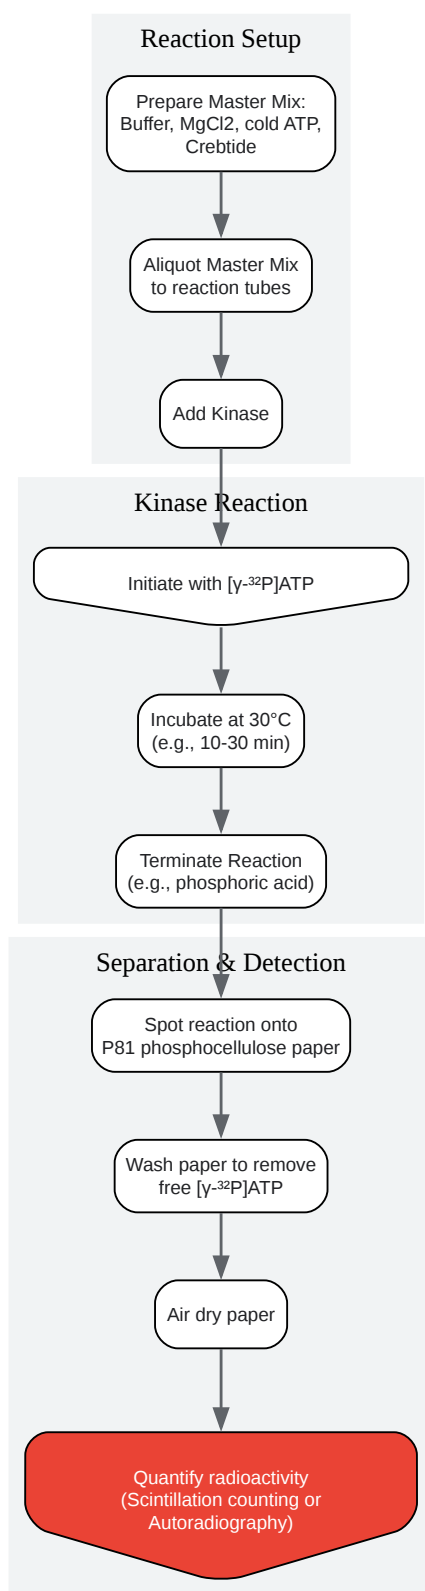 Reaction Setup
Prepare Master Mix:
Buffer, MgCl2, cold ATP,
Crebtide
Aliquot Master Mix
to reaction tubes
Add Kinase
Kinase Reaction
Initiate with [γ-³²P]ATP
Incubate at 30°C
(e.g., 10-30 min)
Terminate Reaction
(e.g., phosphoric acid)
Separation & Detection
Spot reaction onto
P81 phosphocellulose paper
Wash paper to remove
free [γ-³²P]ATP
Air dry paper
Quantify radioactivity
(Scintillation counting or
Autoradiography)